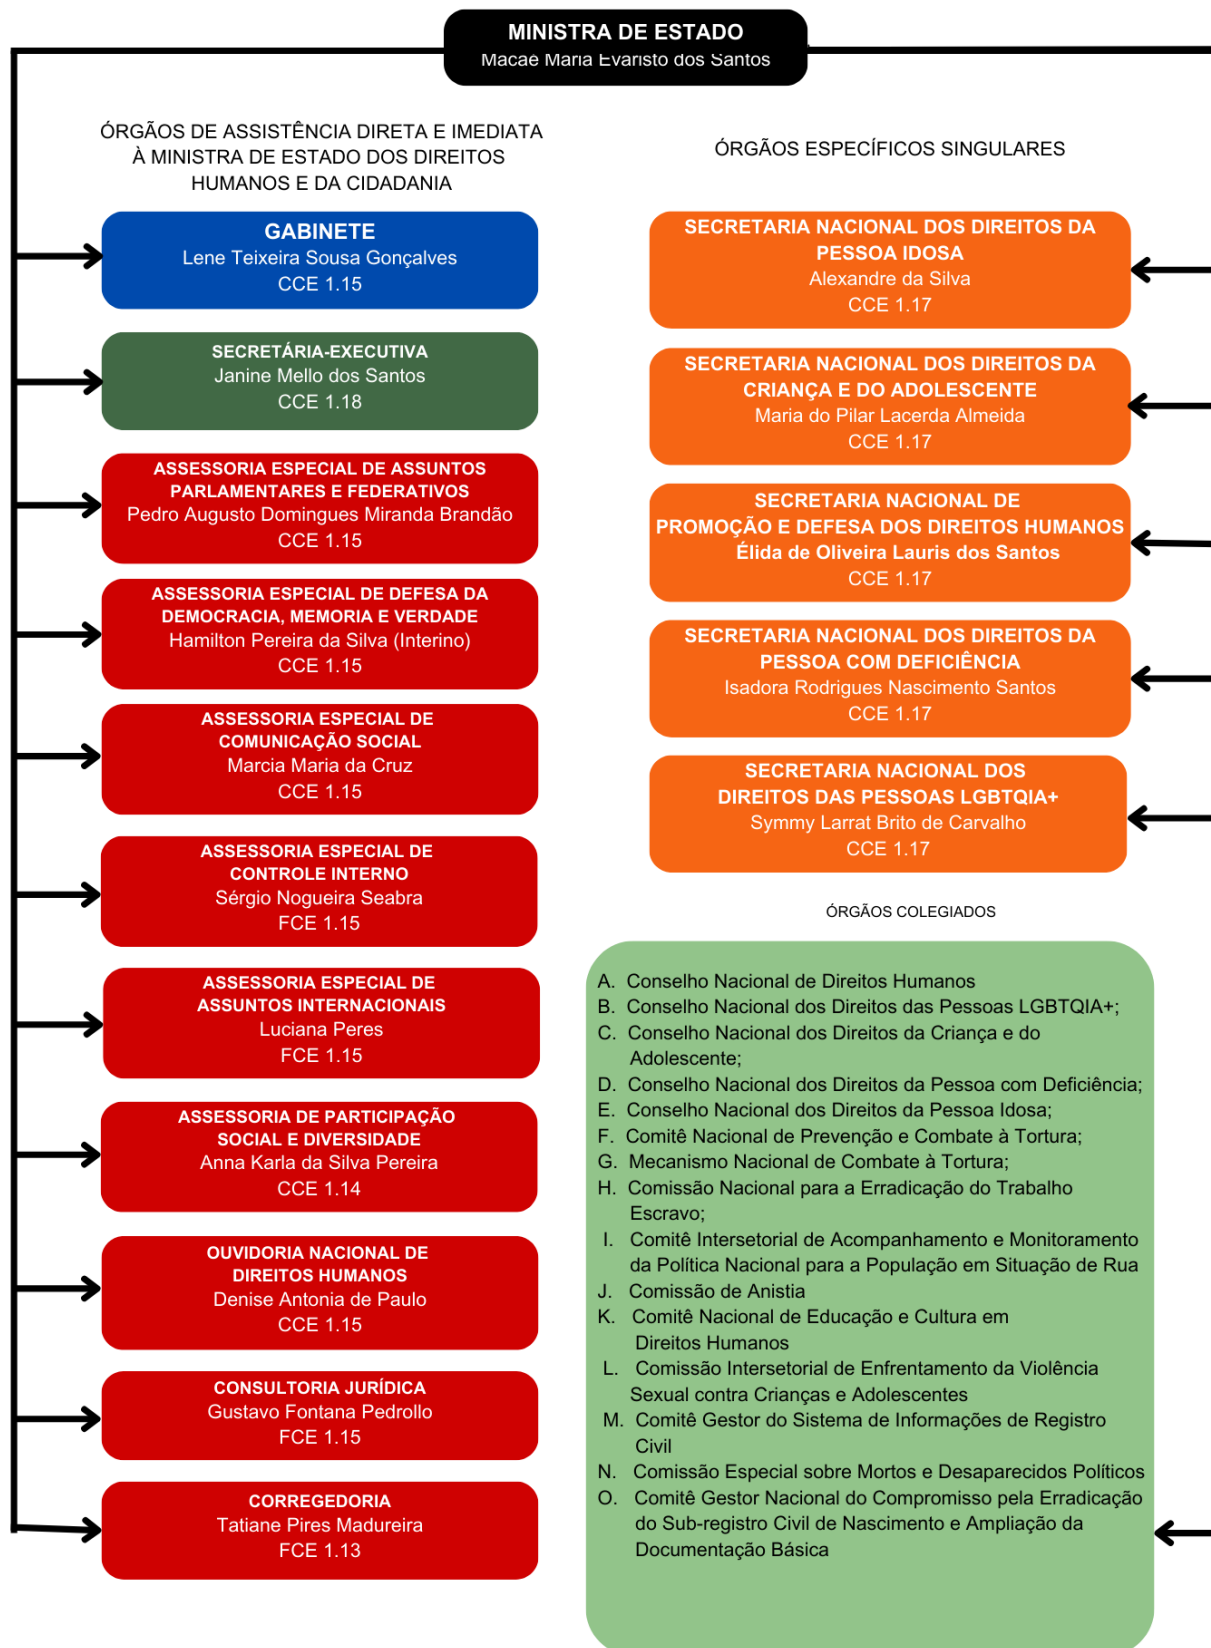 MINISTRA DE ESTADO
Macaé Maria Evaristo dos Santos
ÓRGÃOS DE ASSISTÊNCIA DIRETA E IMEDIATA
À MINISTRA DE ESTADO DOS DIREITOS
HUMANOS E DA CIDADANIA
GABINETE
Lene Teixeira Sousa Gonçalves
CCE 1.15
SECRETÁRIA-EXECUTIVA
Janine Mello dos Santos
CCE 1.18
ASSESSORIA ESPECIAL DE ASSUNTOS
PARLAMENTARES E FEDERATIVOS
Pedro Augusto Domingues Miranda Brandão
CCE 1.15
ASSESSORIA ESPECIAL DE DEFESA DA
DEMOCRACIA, MEMORIA E VERDADE
Hamilton Pereira da Silva (Interino)
CCE 1.15
ASSESSORIA ESPECIAL DE
COMUNICAÇÃO SOCIAL
Marcia Maria da Cruz
CCE 1.15
ASSESSORIA ESPECIAL DE
CONTROLE INTERNO
Sérgio Nogueira Seabra
FCE 1.15
ASSESSORIA ESPECIAL DE
ASSUNTOS INTERNACIONAIS
Luciana Peres
FCE 1.15
ASSESSORIA DE PARTICIPAÇÃO
SOCIAL E DIVERSIDADE
Anna Karla da Silva Pereira
CCE 1.14
OUVIDORIA NACIONAL DE
DIREITOS HUMANOS
Denise Antonia de Paulo
CCE 1.15
CONSULTORIA JURÍDICA
Gustavo Fontana Pedrollo
FCE 1.15
CORREGEDORIA
Tatiane Pires Madureira
FCE 1.13
ÓRGÃOS ESPECÍFICOS SINGULARES
SECRETARIA NACIONAL DOS DIREITOS DA
PESSOA IDOSA
Alexandre da Silva
CCE 1.17
SECRETARIA NACIONAL DOS DIREITOS DA
CRIANÇA E DO ADOLESCENTE
Maria do Pilar Lacerda Almeida
CCE 1.17
SECRETARIA NACIONAL DE
PROMOÇÃO E DEFESA DOS DIREITOS HUMANOS
Élida de Oliveira Lauris dos Santos
CCE 1.17
SECRETARIA NACIONAL DOS DIREITOS DA
PESSOA COM DEFICIÊNCIA
Isadora Rodrigues Nascimento Santos
CCE 1.17
SECRETARIA NACIONAL DOS
DIREITOS DAS PESSOAS LGBTQIA+
Symmy Larrat Brito de Carvalho
CCE 1.17
ÓRGÃOS COLEGIADOS
A. Conselho Nacional de Direitos Humanos
B. Conselho Nacional dos Direitos das Pessoas LGBTQIA+;
C. Conselho Nacional dos Direitos da Criança e do
Adolescente;
D. Conselho Nacional dos Direitos da Pessoa com Deficiência;
E. Conselho Nacional dos Direitos da Pessoa Idosa;
F. Comitê Nacional de Prevenção e Combate à Tortura;
G. Mecanismo Nacional de Combate à Tortura;
H. Comissão Nacional para a Erradicação do Trabalho
Escravo;
I. Comitê Intersetorial de Acompanhamento e Monitoramento
da Política Nacional para a População em Situação de Rua
J. Comissão de Anistia
K. Comitê Nacional de Educação e Cultura em
Direitos Humanos
L. Comissão Intersetorial de Enfrentamento da Violência
Sexual contra Crianças e Adolescentes
M. Comitê Gestor do Sistema de Informações de Registro
Civil
N. Comissão Especial sobre Mortos e Desaparecidos Políticos
O. Comitê Gestor Nacional do Compromisso pela Erradicação
do Sub-registro Civil de Nascimento e Ampliação da
Documentação Básica